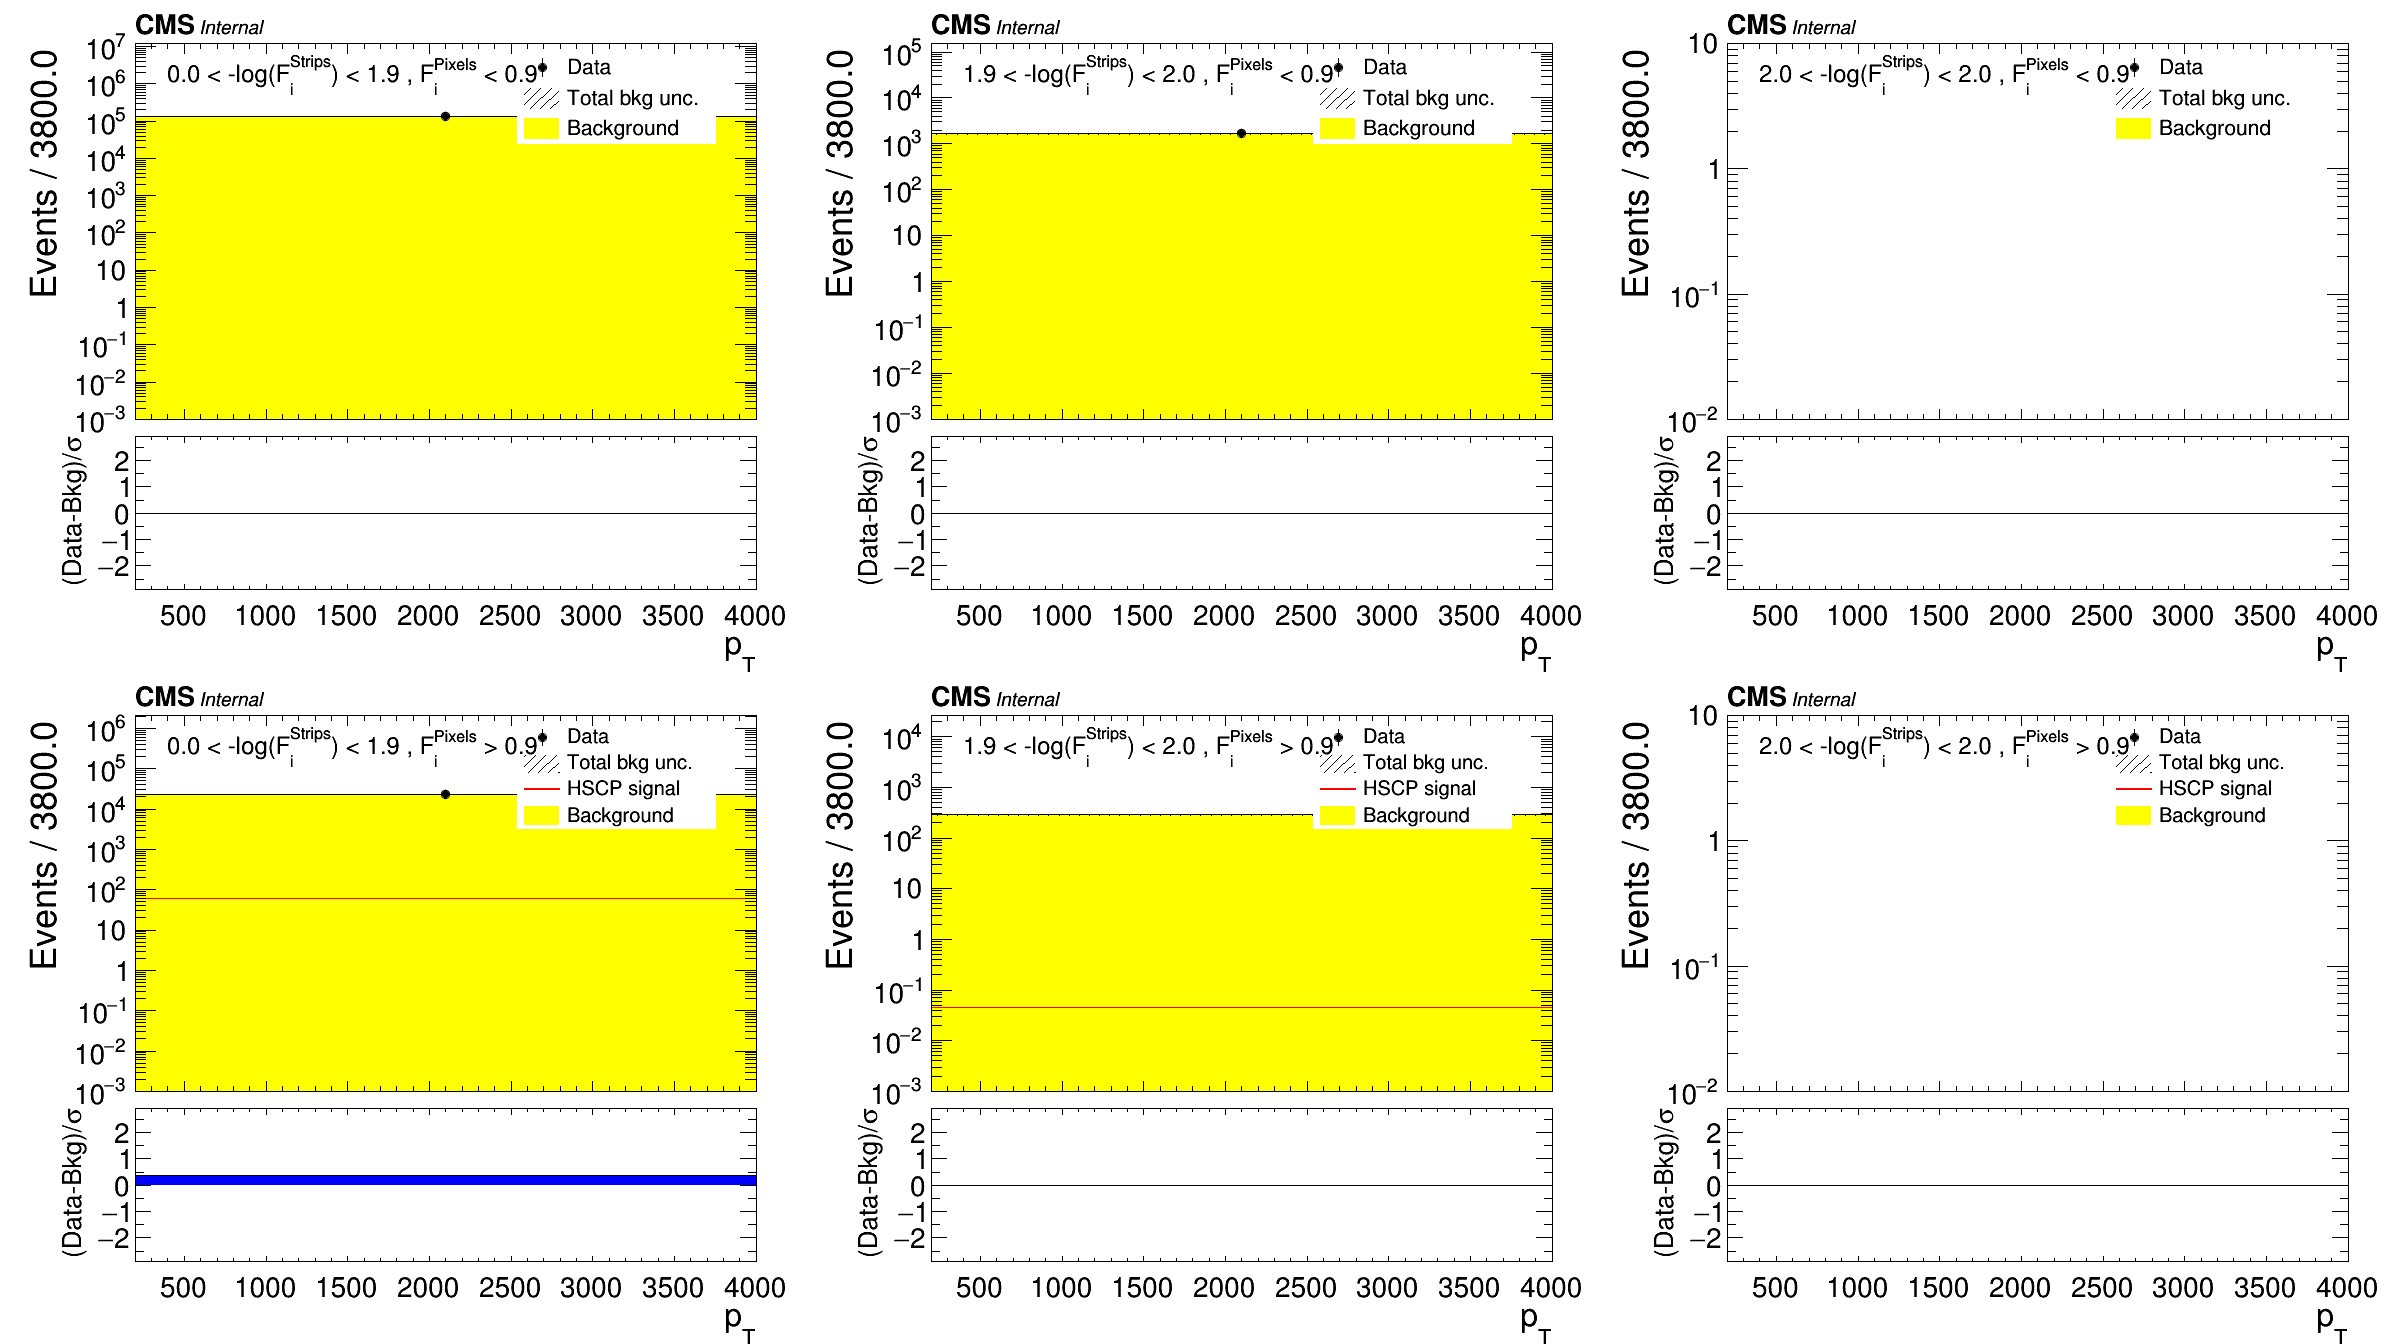 CMS Internal
Events / 3800.0
10^7
10^6
10^5
10^4
10^3
10^2
10
1
10^−1
10^−2
10^−3
0.0 < -log(F_i^Strips) < 1.9 , F_i^Pixels < 0.9
Data
Total bkg unc.
Background
(Data-Bkg)/σ
2
1
0
−1
−2
500 1000 1500 2000 2500 3000 3500 4000
p_T
CMS Internal
Events / 3800.0
10^5
10^4
10^3
10^2
10
1
10^−1
10^−2
10^−3
1.9 < -log(F_i^Strips) < 2.0 , F_i^Pixels < 0.9
Data
Total bkg unc.
Background
(Data-Bkg)/σ
2
1
0
−1
−2
500 1000 1500 2000 2500 3000 3500 4000
p_T
CMS Internal
Events / 3800.0
10
1
10^−1
10^−2
2.0 < -log(F_i^Strips) < 2.0 , F_i^Pixels < 0.9
Data
Total bkg unc.
Background
(Data-Bkg)/σ
2
1
0
−1
−2
500 1000 1500 2000 2500 3000 3500 4000
p_T
CMS Internal
Events / 3800.0
10^6
10^5
10^4
10^3
10^2
10
1
10^−1
10^−2
10^−3
0.0 < -log(F_i^Strips) < 1.9 , F_i^Pixels > 0.9
Data
Total bkg unc.
HSCP signal
Background
(Data-Bkg)/σ
2
1
0
−1
−2
500 1000 1500 2000 2500 3000 3500 4000
p_T
CMS Internal
Events / 3800.0
10^4
10^3
10^2
10
1
10^−1
10^−2
10^−3
1.9 < -log(F_i^Strips) < 2.0 , F_i^Pixels > 0.9
Data
Total bkg unc.
HSCP signal
Background
(Data-Bkg)/σ
2
1
0
−1
−2
500 1000 1500 2000 2500 3000 3500 4000
p_T
CMS Internal
Events / 3800.0
10
1
10^−1
10^−2
2.0 < -log(F_i^Strips) < 2.0 , F_i^Pixels > 0.9
Data
Total bkg unc.
HSCP signal
Background
(Data-Bkg)/σ
2
1
0
−1
−2
500 1000 1500 2000 2500 3000 3500 4000
p_T